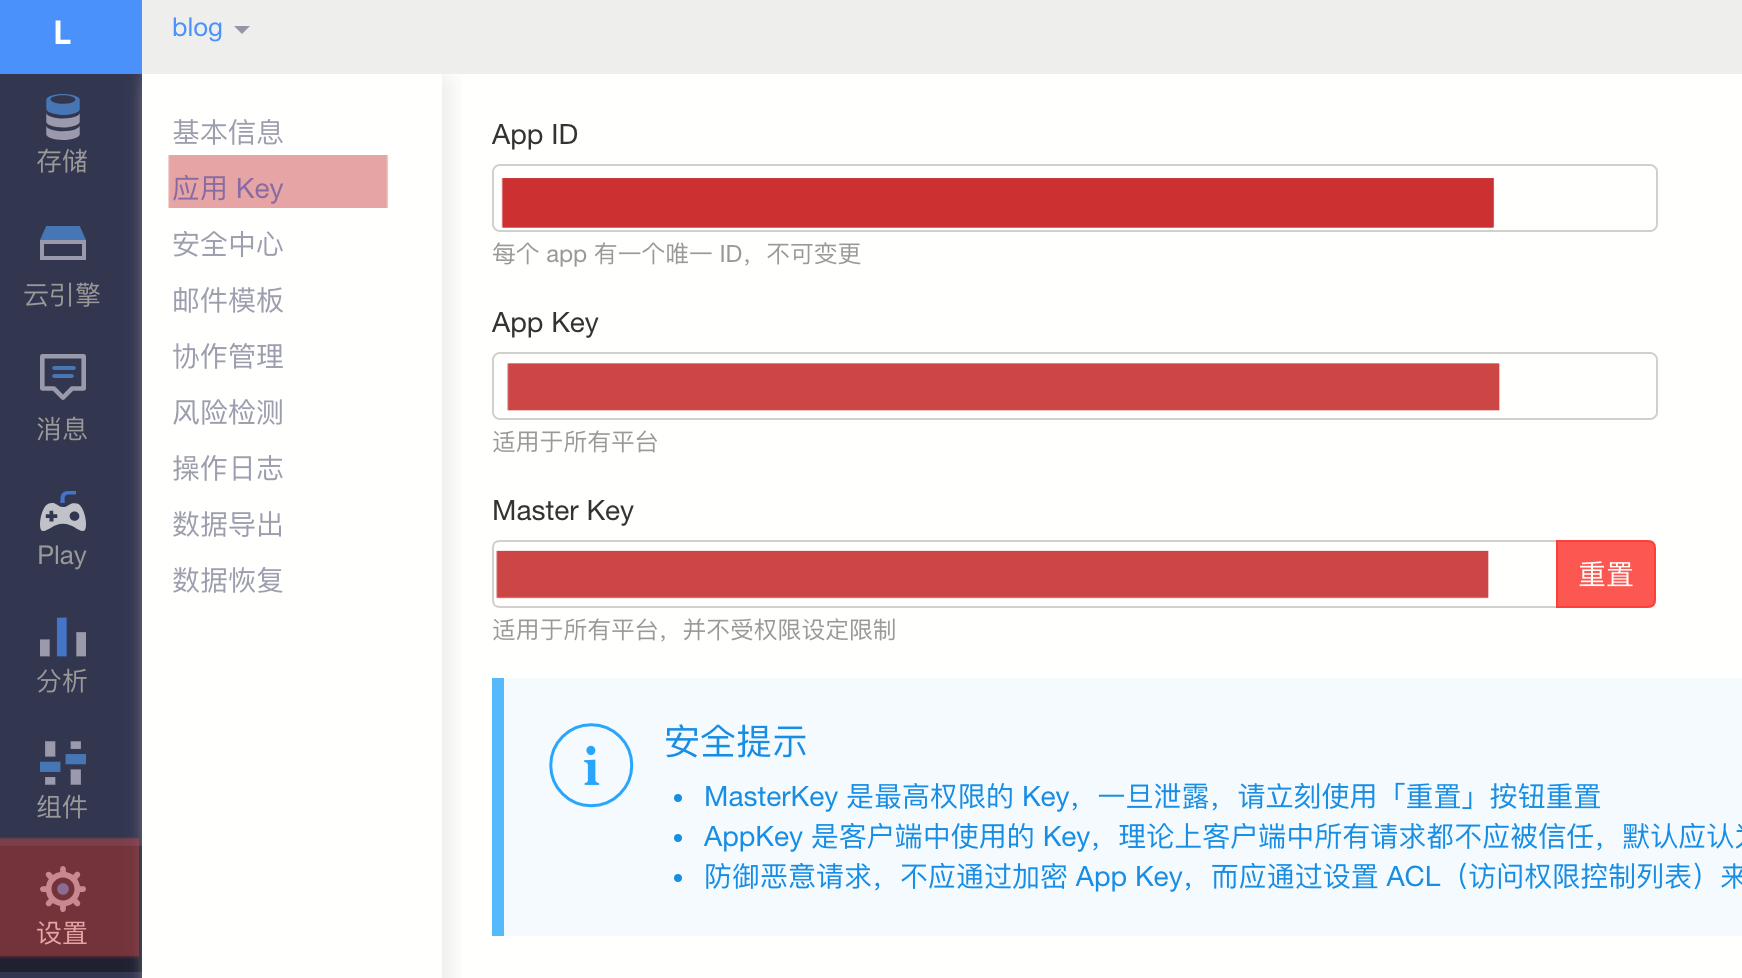 L
blog
存储
云引擎
消息
Play
分析
组件
设置
基本信息
应用 Key
安全中心
邮件模板
协作管理
风险检测
操作日志
数据导出
数据恢复
App ID
每个 app 有一个唯一 ID，不可变更
App Key
适用于所有平台
Master Key
重置
适用于所有平台，并不受权限设定限制
安全提示
• MasterKey 是最高权限的 Key，一旦泄露，请立刻使用「重置」按钮重置
• AppKey 是客户端中使用的 Key，理论上客户端中所有请求都不应被信任，默认应认
• 防御恶意请求，不应通过加密 App Key，而应通过设置 ACL（访问权限控制列表）来